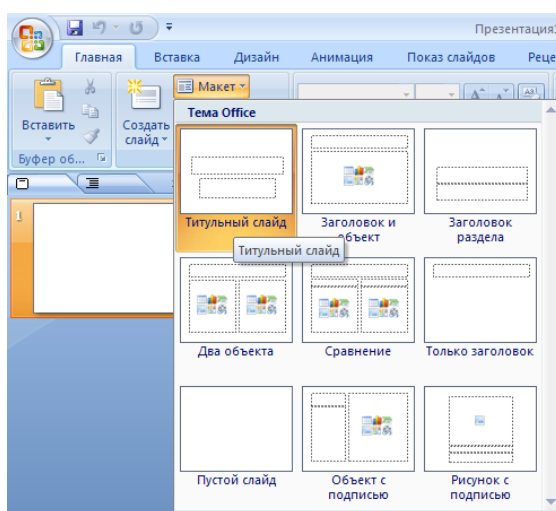 Презентация
Главная Вставка Дизайн Анимация Показ слайдов Реце
Макет
Вставить
Создать
слайд
Буфер об...
Тема Office
1
Титульный слайд
Заголовок и
объект
Заголовок
раздела
Титульный слайд
Два объекта
Сравнение
Только заголовок
Пустой слайд
Объект с
подписью
Рисунок с
подписью